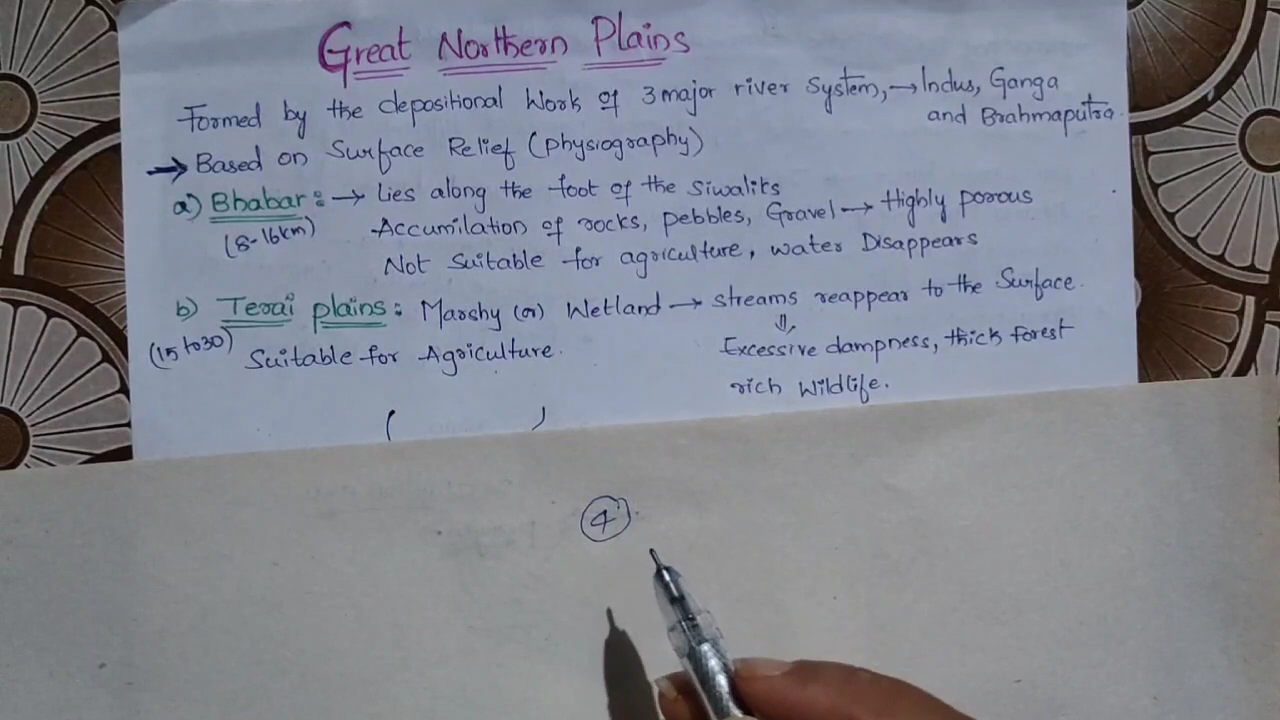 Great Northern Plains
Formed by the depositional Work of 3 major river System, → Indus, Ganga
and Brahmaputra.
→ Based on Surface Relief (physiography)
a) Bhabar: → Lies along the foot of the Siwaliks
(8-16km) Accumilation of rocks, pebbles, Gravel → Highly porous
Not Suitable for agriculture, water Disappears
b) Terai plains: Marshy (or) Wetland → streams reappear to the Surface.
(15 to 30) Suitable for Agriculture. ⇓ Excessive dampness, thick forest
rich wildlife.
( )
4